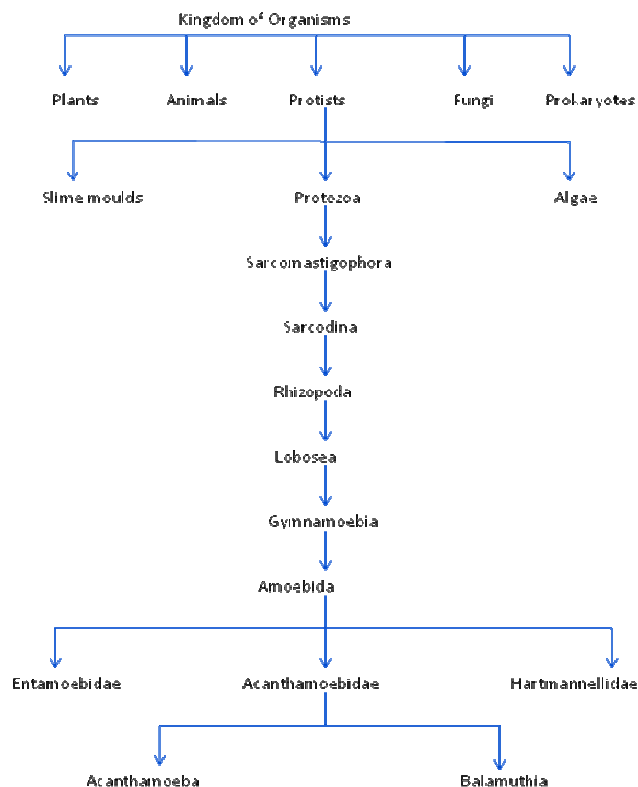 Kingdom of Organisms
Plants Animals Protists Fungi Prokaryotes
Slime moulds Protezoa Algae
Sarcomastigophora
Sarcodina
Rhizopoda
Lobosea
Gymnamoebia
Amoebida
Entamoebidae Acanthamoebidae Hartmannellidae
Acanthamoeba Balamuthia